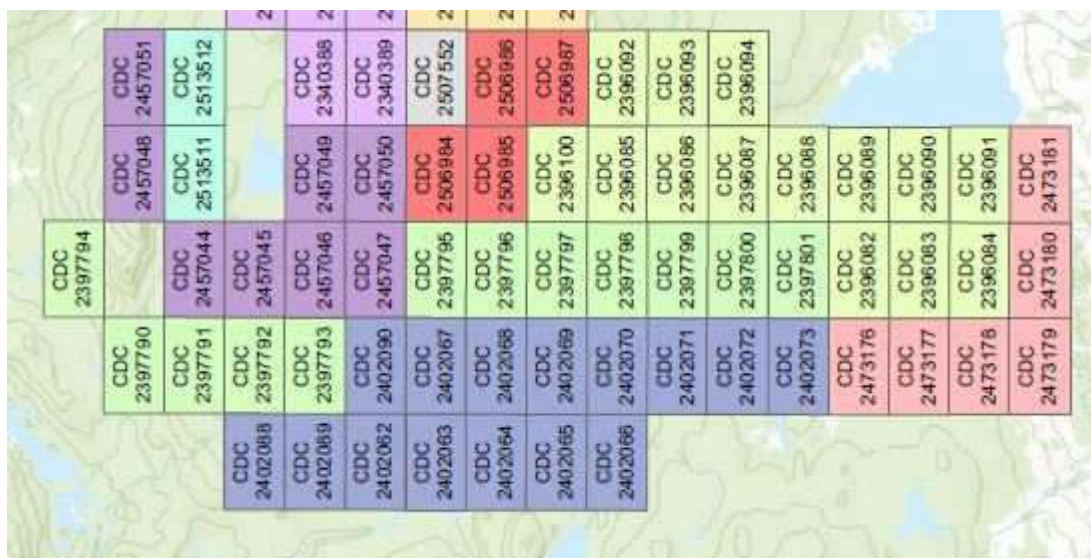 CDC
2457051
CDC
2513512
CDC
2340388
CDC
2340389
CDC
2507552
CDC
2506986
CDC
2506987
CDC
2396092
CDC
2396093
CDC
2396094
CDC
2457048
CDC
2513511
CDC
2457049
CDC
2457050
CDC
2506984
CDC
2506985
CDC
2396100
CDC
2396085
CDC
2396086
CDC
2396087
CDC
2396088
CDC
2396089
CDC
2396090
CDC
2396091
CDC
2473181
CDC
2397794
CDC
2457044
CDC
2457045
CDC
2457046
CDC
2457047
CDC
2397795
CDC
2397796
CDC
2397797
CDC
2397798
CDC
2397799
CDC
2397800
CDC
2397801
CDC
2396082
CDC
2396083
CDC
2396084
CDC
2473180
CDC
2397790
CDC
2397791
CDC
2397792
CDC
2397793
CDC
2402090
CDC
2402067
CDC
2402068
CDC
2402069
CDC
2402070
CDC
2402071
CDC
2402072
CDC
2402073
CDC
2473176
CDC
2473177
CDC
2473178
CDC
2473179
CDC
2402088
CDC
2402089
CDC
2402062
CDC
2402063
CDC
2402064
CDC
2402065
CDC
2402066